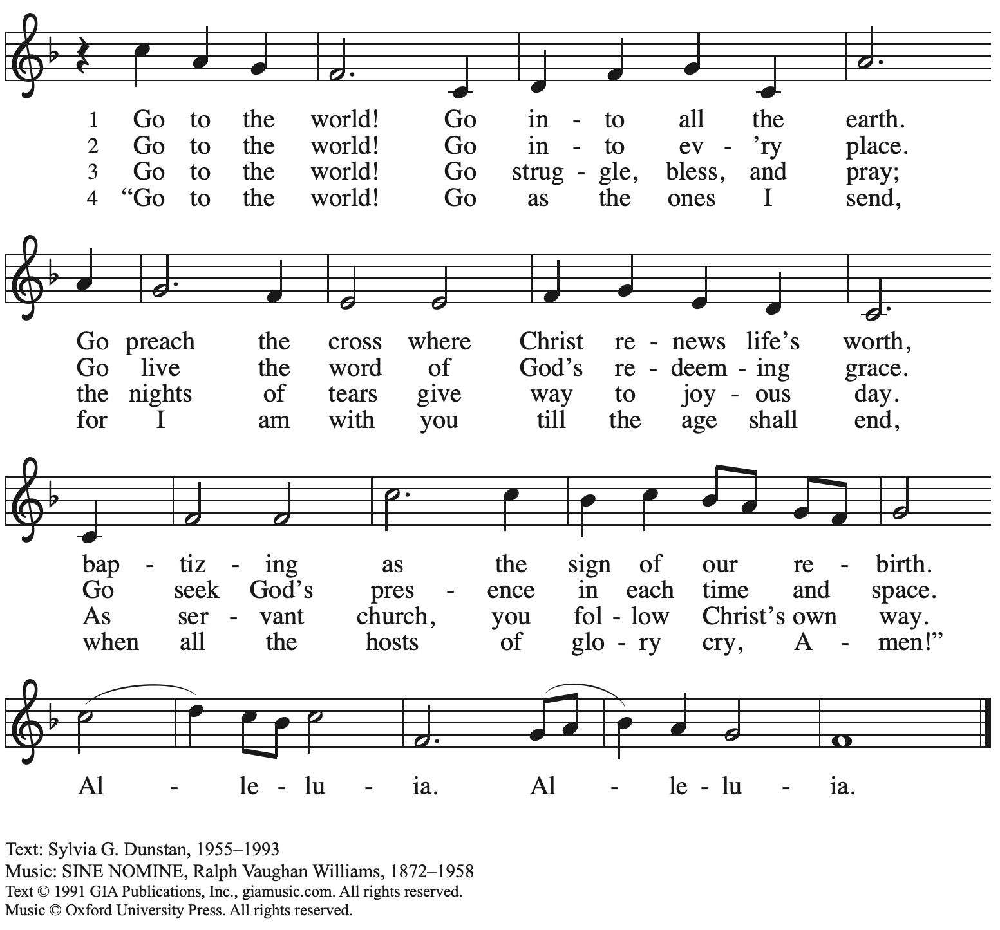 1 Go to the world! Go in - to all the earth.
2 Go to the world! Go in - to ev - ’ry place.
3 Go to the world! Go strug - gle, bless, and pray;
4 “Go to the world! Go as the ones I send,
Go preach the cross where Christ re - news life’s worth,
Go live the word of God’s re - deem - ing grace.
the nights of tears give way to joy - ous day.
for I am with you till the age shall end,
bap - tiz - ing as the sign of our re - birth.
Go seek God’s pres - ence in each time and space.
As ser - vant church, you fol - low Christ’s own way.
when all the hosts of glo - ry cry, A - men!”
Al - le - lu - ia. Al - le - lu - ia.
Text: Sylvia G. Dunstan, 1955–1993
Music: SINE NOMINE, Ralph Vaughan Williams, 1872–1958
Text © 1991 GIA Publications, Inc., giamusic.com. All rights reserved.
Music © Oxford University Press. All rights reserved.